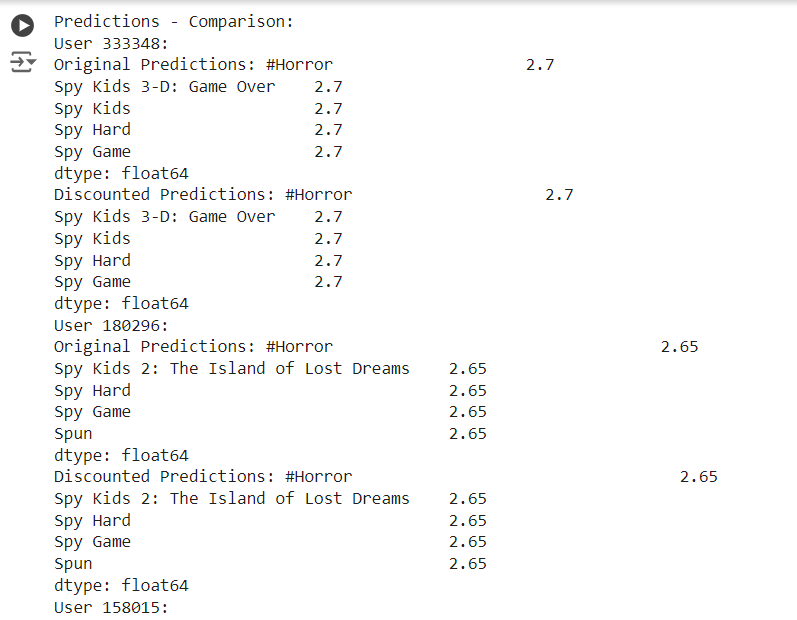 Predictions - Comparison:
User 333348:
Original Predictions: #Horror                    2.7
Spy Kids 3-D: Game Over    2.7
Spy Kids                   2.7
Spy Hard                   2.7
Spy Game                   2.7
dtype: float64
Discounted Predictions: #Horror                    2.7
Spy Kids 3-D: Game Over    2.7
Spy Kids                   2.7
Spy Hard                   2.7
Spy Game                   2.7
dtype: float64
User 180296:
Original Predictions: #Horror                                  2.65
Spy Kids 2: The Island of Lost Dreams    2.65
Spy Hard                                 2.65
Spy Game                                 2.65
Spun                                     2.65
dtype: float64
Discounted Predictions: #Horror                                  2.65
Spy Kids 2: The Island of Lost Dreams    2.65
Spy Hard                                 2.65
Spy Game                                 2.65
Spun                                     2.65
dtype: float64
User 158015: